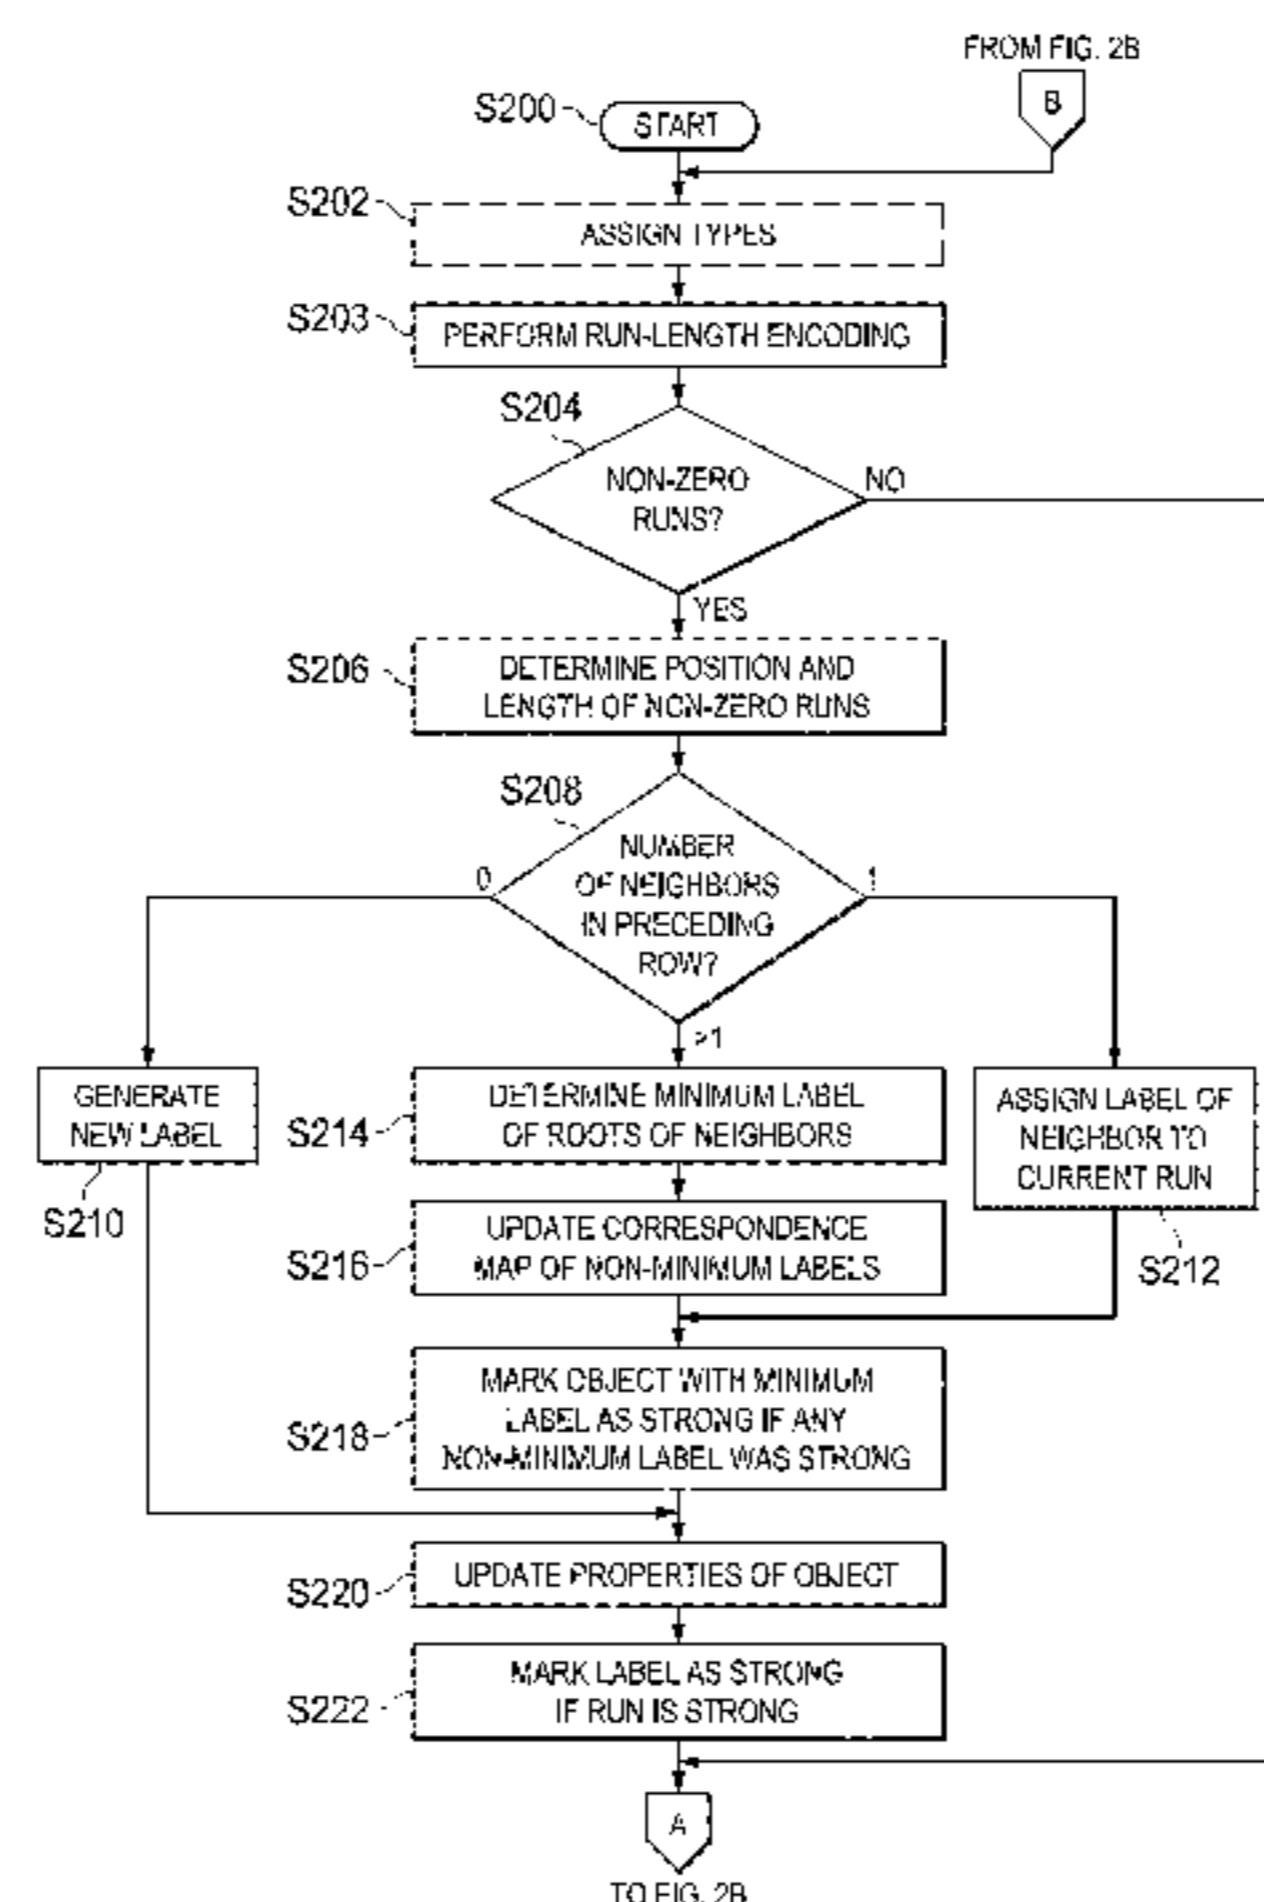 FROM FIG. 2B
B
S200
START
S202
ASSIGN TYPES
S203
PERFORM RUN-LENGTH ENCODING
S204
NON-ZERO
RUNS?
NO
YES
S206
DETERMINE POSITION AND
LENGTH OF NON-ZERO RUNS
S208
NUMBER
OF NEIGHBORS
IN PRECEDING
ROW?
0
1
>1
GENERATE
NEW LABEL
S210
S214
DETERMINE MINIMUM LABEL
OF ROOTS OF NEIGHBORS
ASSIGN LABEL OF
NEIGHBOR TO
CURRENT RUN
S212
S216
UPDATE CORRESPONDENCE
MAP OF NON-MINIMUM LABELS
S218
MARK OBJECT WITH MINIMUM
LABEL AS STRONG IF ANY
NON-MINIMUM LABEL WAS STRONG
S220
UPDATE PROPERTIES OF OBJECT
S222
MARK LABEL AS STRONG
IF RUN IS STRONG
A
TO FIG. 2B